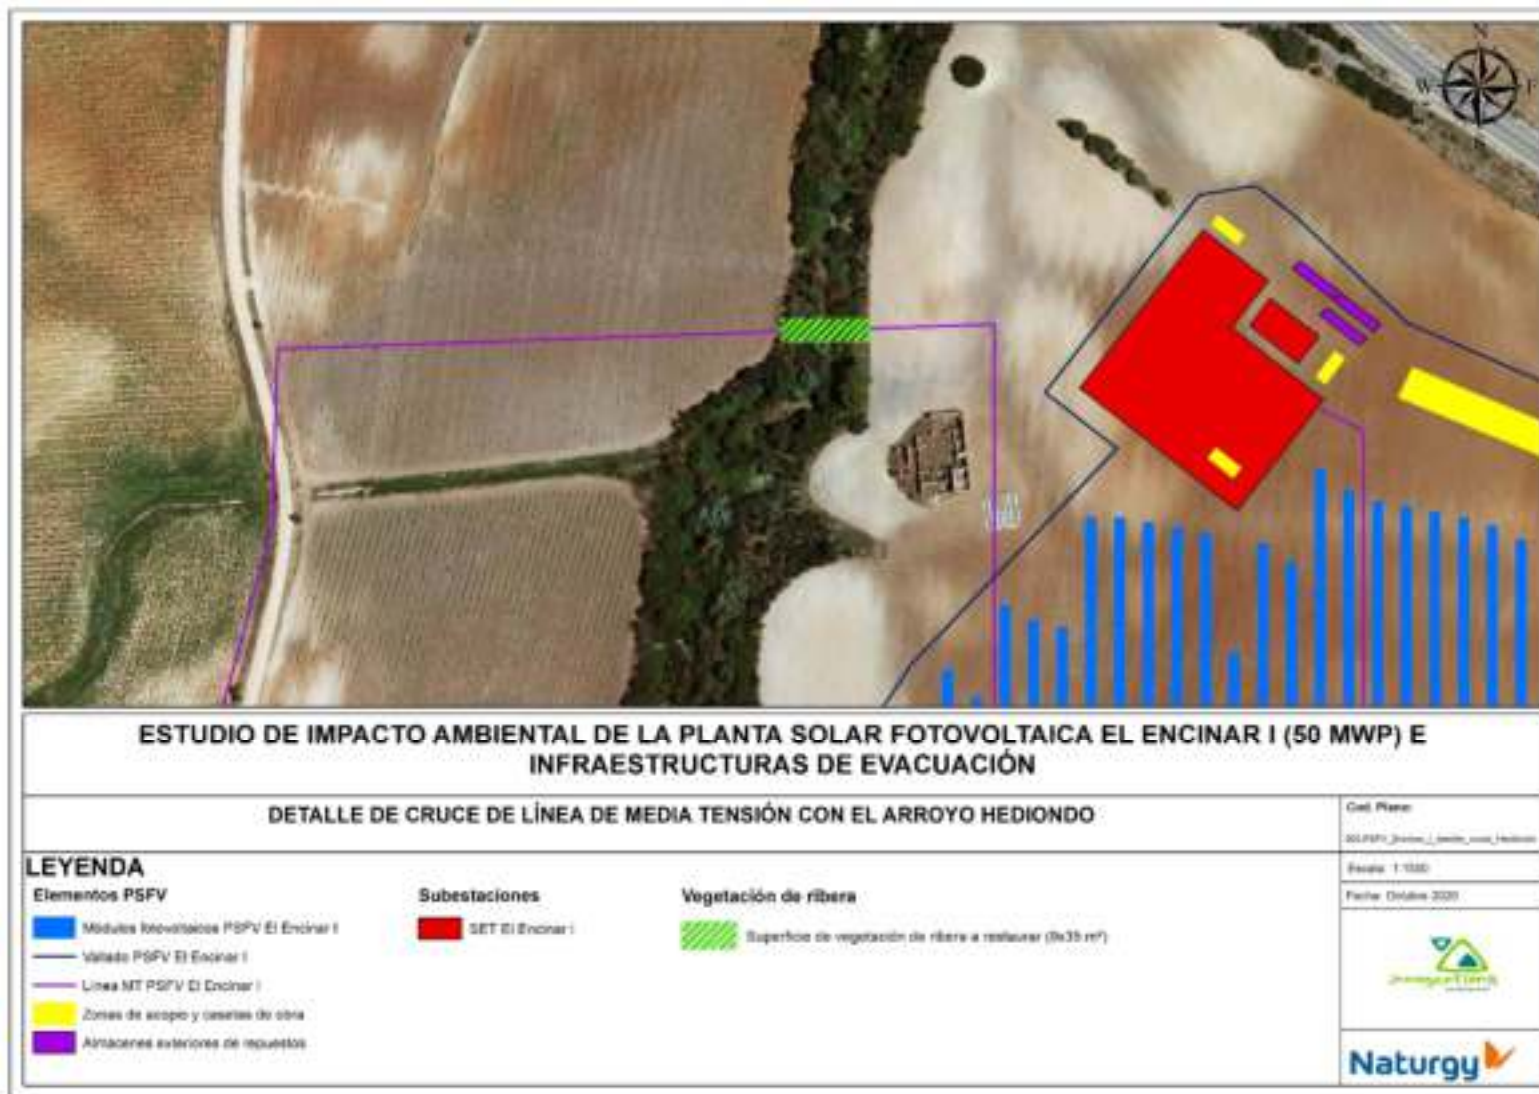 N
W
ESTUDIO DE IMPACTO AMBIENTAL DE LA PLANTA SOLAR FOTOVOLTAICA EL ENCINAR I (50 MWP) E
INFRAESTRUCTURAS DE EVACUACIÓN
DETALLE DE CRUCE DE LÍNEA DE MEDIA TENSIÓN CON EL ARROYO HEDIONDO
Cod. Plano:
LEYENDA
Elementos PSFV
Módulos fotovoltaicos PSFV El Encinar I
Vallado PSFV El Encinar I
Línea MT PSFV El Encinar I
Zonas de acopio y casetas de obra
Almacenes exteriores de repuestos
Subestaciones
SET El Encinar I
Vegetación de ribera
Superficie de vegetación de ribera a restaurar
Escala:
Fecha: Octubre 2020
Naturgy